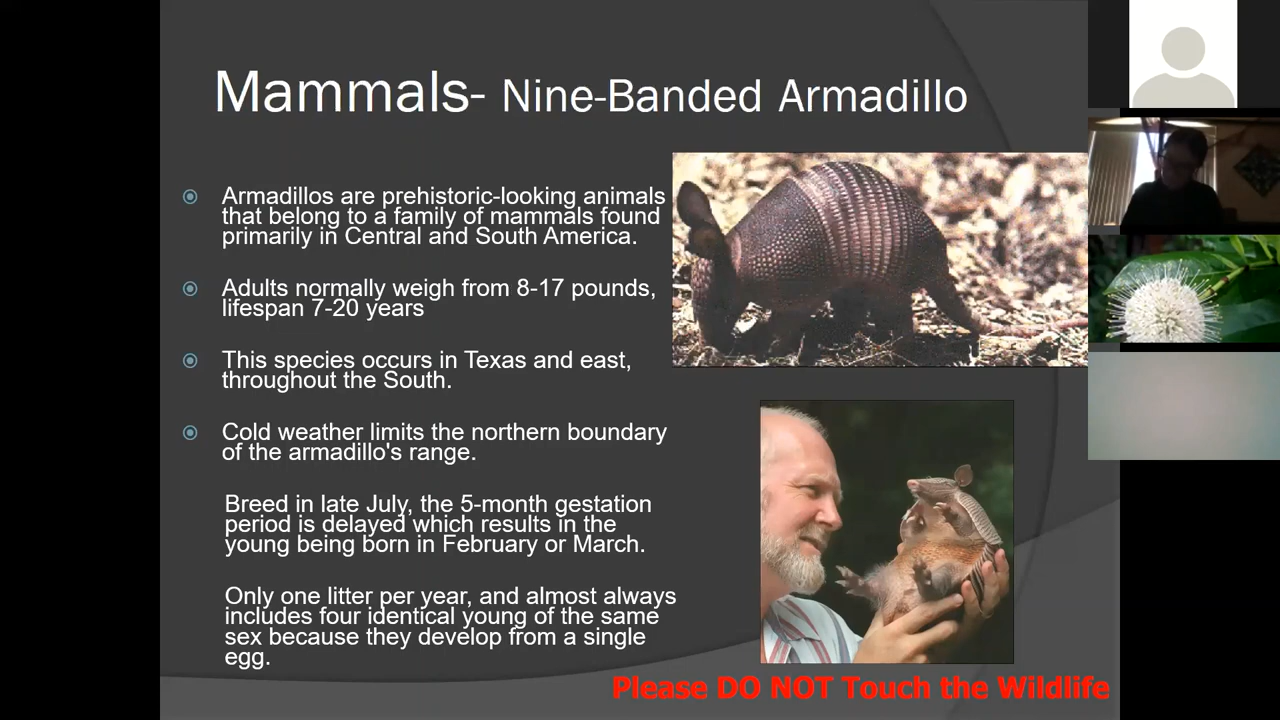 Mammals- Nine-Banded Armadillo
Armadillos are prehistoric-looking animals
that belong to a family of mammals found
primarily in Central and South America.
Adults normally weigh from 8-17 pounds,
lifespan 7-20 years
This species occurs in Texas and east,
throughout the South.
Cold weather limits the northern boundary
of the armadillo's range.
Breed in late July, the 5-month gestation
period is delayed which results in the
young being born in February or March.
Only one litter per year, and almost always
includes four identical young of the same
sex because they develop from a single
egg.
Please DO NOT Touch the Wildlife